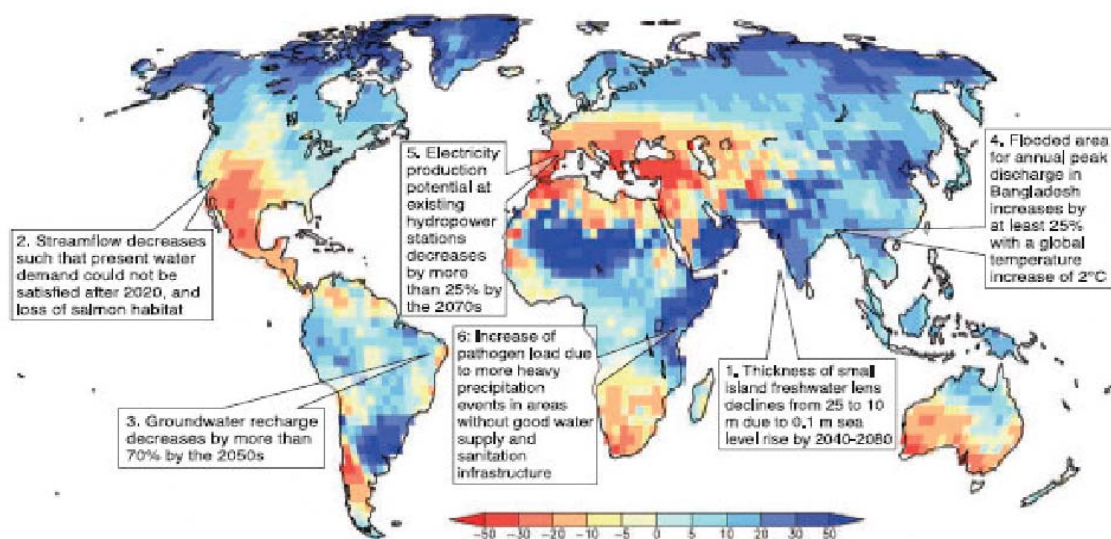 5. Electricity
production
potential at
existing
hydropower
stations
decreases
by more
than 25% by
the 2070s
4. Flooded area
for annual peak
discharge in
Bangladesh
increases by
at least 25%
with a global
temperature
increase of 2°C
2. Streamflow decreases
such that present water
demand could not be
satisfied after 2020, and
loss of salmon habitat
6: Increase of
pathogen load due
to more heavy
precipitation
events in areas
without good water
supply and
sanitation
infrastructure
1. Thickness of small
island freshwater lens
declines from 25 to 10
m due to 0.1 m sea
level rise by 2040-2080
3. Groundwater recharge
decreases by more than
70% by the 2050s
-50 -30 -20 -10 -5 0 5 10 20 30 50